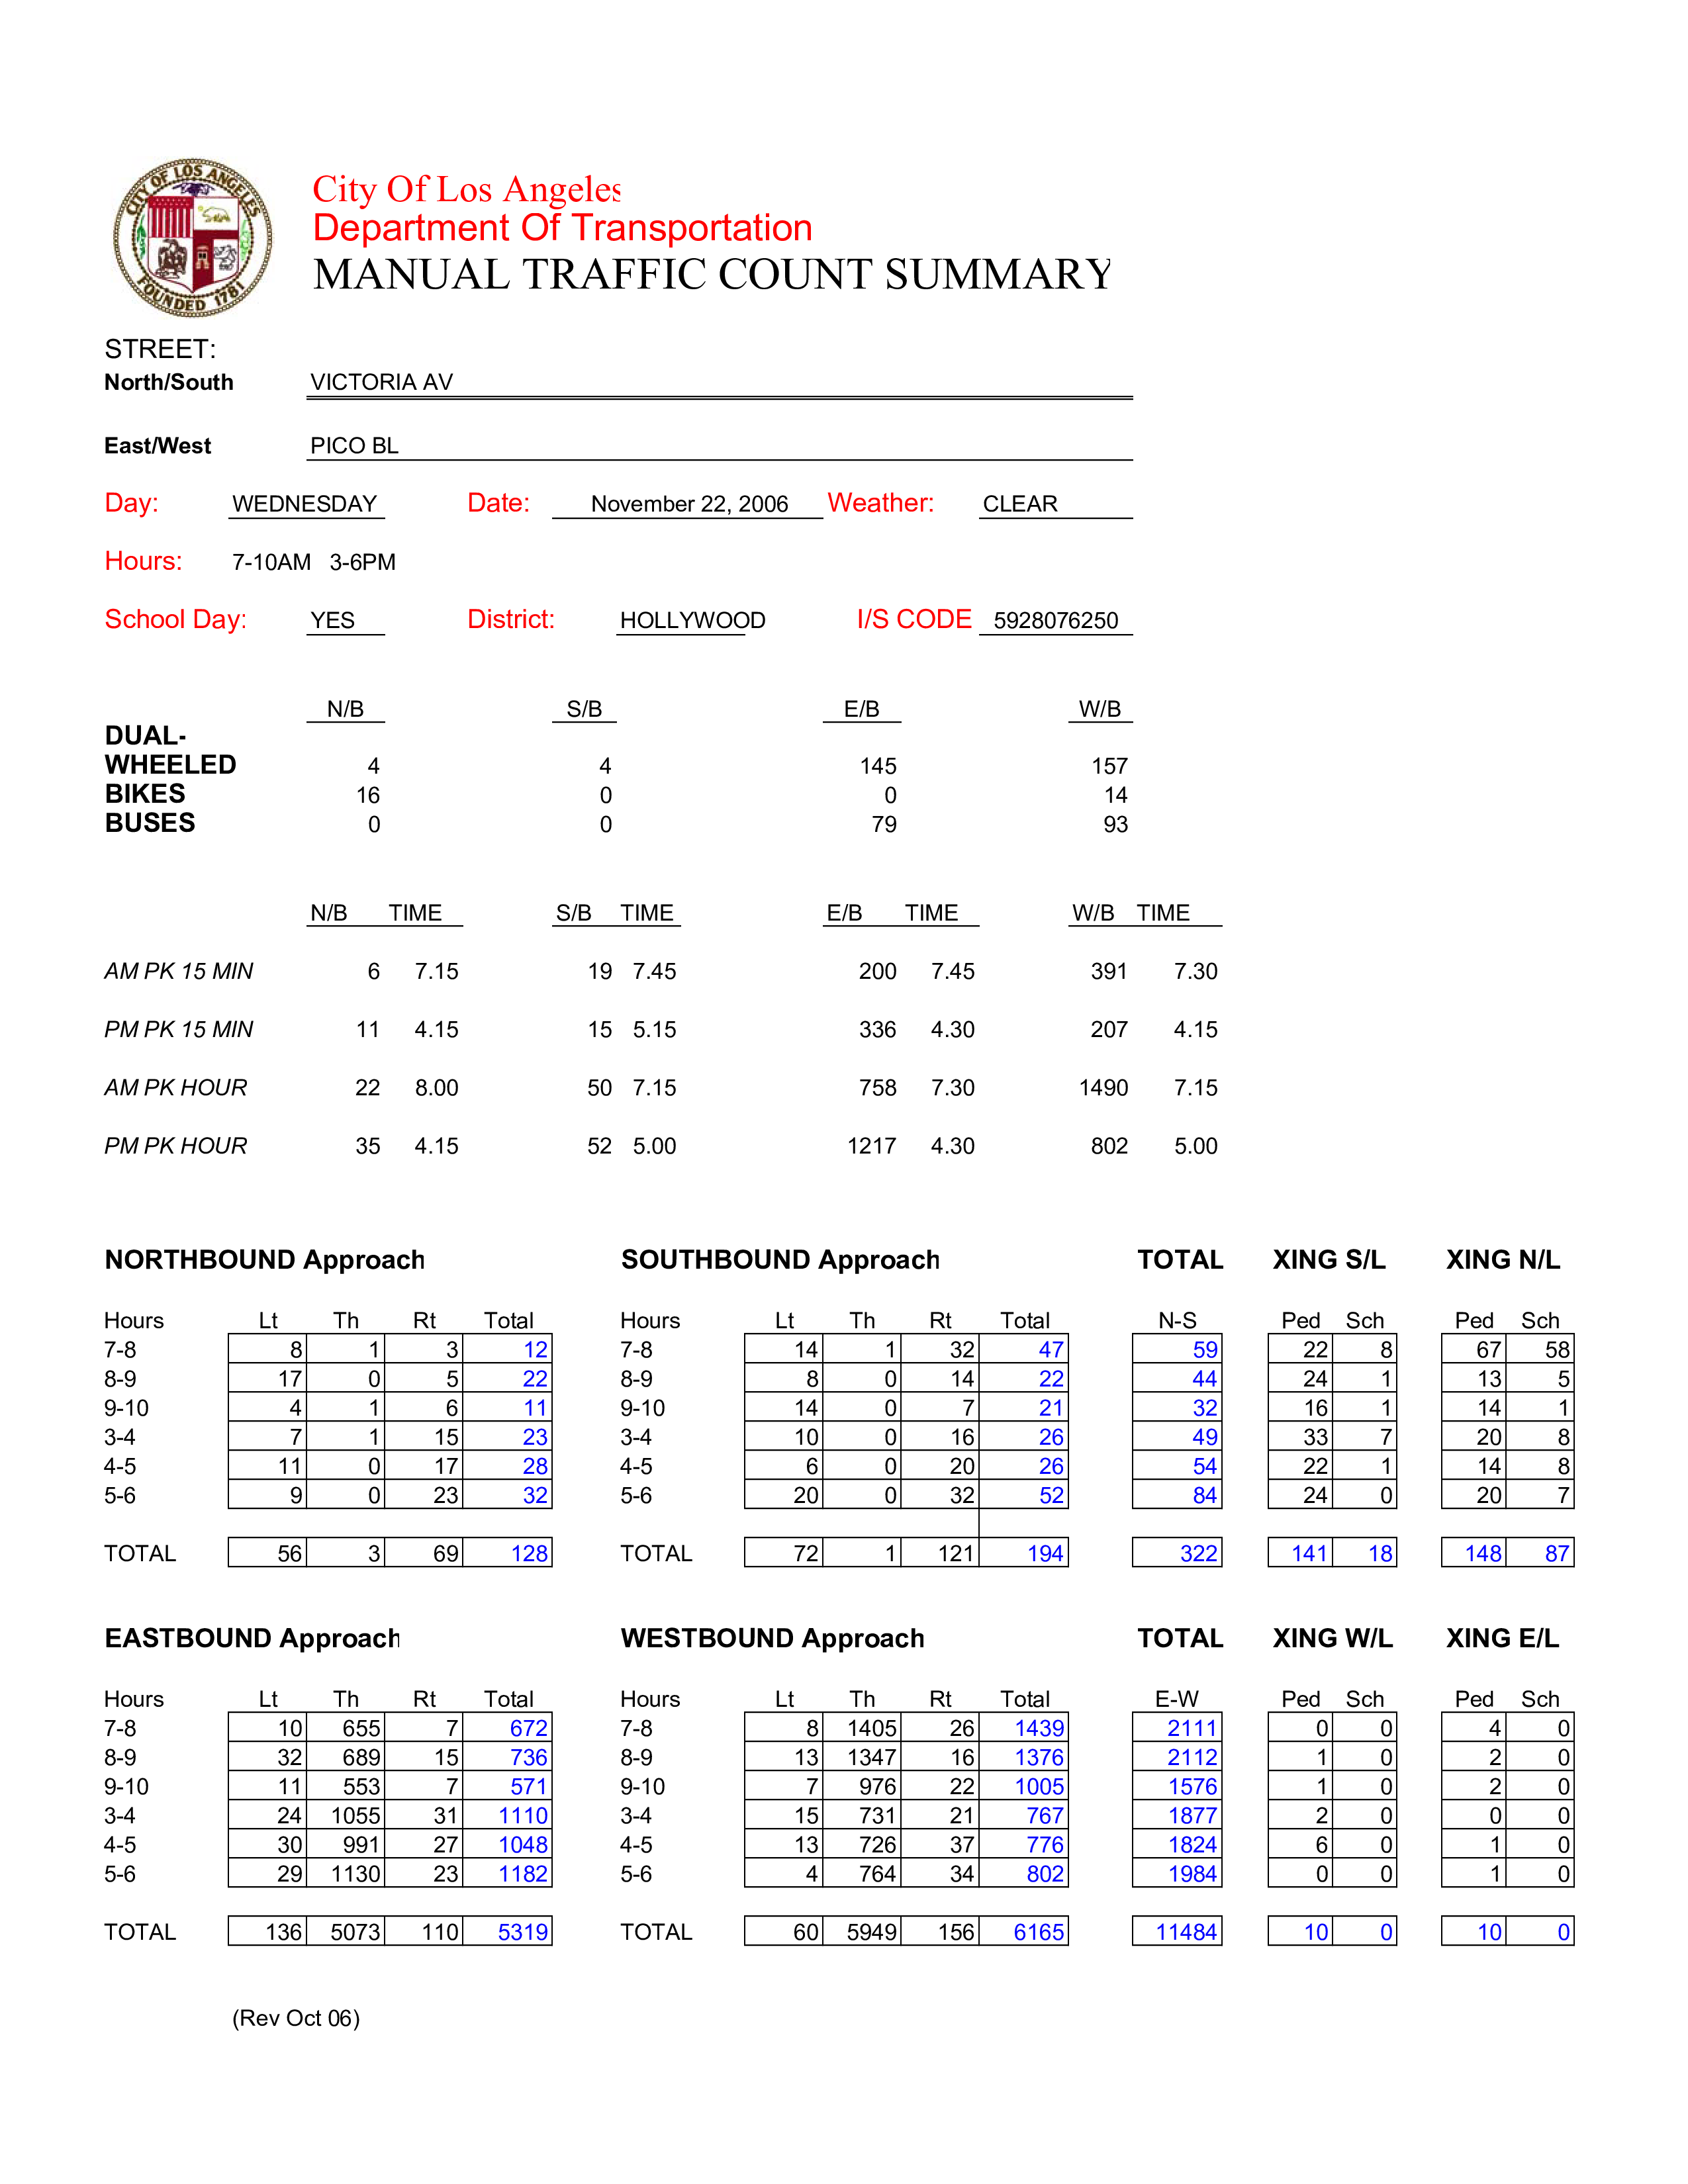 CITY OF LOS ANGELES
FOUNDED 1781
City Of Los Angeles
Department Of Transportation
MANUAL TRAFFIC COUNT SUMMARY
STREET:
North/South VICTORIA AV
East/West PICO BL
Day: WEDNESDAY Date: November 22, 2006 Weather: CLEAR
Hours: 7-10AM 3-6PM
School Day: YES District: HOLLYWOOD I/S CODE 5928076250
N/B S/B E/B W/B
DUAL-
WHEELED 4 4 145 157
BIKES 16 0 0 14
BUSES 0 0 79 93
N/B TIME S/B TIME E/B TIME W/B TIME
AM PK 15 MIN 6 7.15 19 7.45 200 7.45 391 7.30
PM PK 15 MIN 11 4.15 15 5.15 336 4.30 207 4.15
AM PK HOUR 22 8.00 50 7.15 758 7.30 1490 7.15
PM PK HOUR 35 4.15 52 5.00 1217 4.30 802 5.00
NORTHBOUND Approach SOUTHBOUND Approach TOTAL XING S/L XING N/L
Hours Lt Th Rt Total Hours Lt Th Rt Total N-S Ped Sch Ped Sch
7-8 8 1 3 12 7-8 14 1 32 47 59 22 8 67 58
8-9 17 0 5 22 8-9 8 0 14 22 44 24 1 13 5
9-10 4 1 6 11 9-10 14 0 7 21 32 16 1 14 1
3-4 7 1 15 23 3-4 10 0 16 26 49 33 7 20 8
4-5 11 0 17 28 4-5 6 0 20 26 54 22 1 14 8
5-6 9 0 23 32 5-6 20 0 32 52 84 24 0 20 7
TOTAL 56 3 69 128 TOTAL 72 1 121 194 322 141 18 148 87
EASTBOUND Approach WESTBOUND Approach TOTAL XING W/L XING E/L
Hours Lt Th Rt Total Hours Lt Th Rt Total E-W Ped Sch Ped Sch
7-8 10 655 7 672 7-8 8 1405 26 1439 2111 0 0 4 0
8-9 32 689 15 736 8-9 13 1347 16 1376 2112 1 0 2 0
9-10 11 553 7 571 9-10 7 976 22 1005 1576 1 0 2 0
3-4 24 1055 31 1110 3-4 15 731 21 767 1877 2 0 0 0
4-5 30 991 27 1048 4-5 13 726 37 776 1824 6 0 1 0
5-6 29 1130 23 1182 5-6 4 764 34 802 1984 0 0 1 0
TOTAL 136 5073 110 5319 TOTAL 60 5949 156 6165 11484 10 0 10 0
(Rev Oct 06)